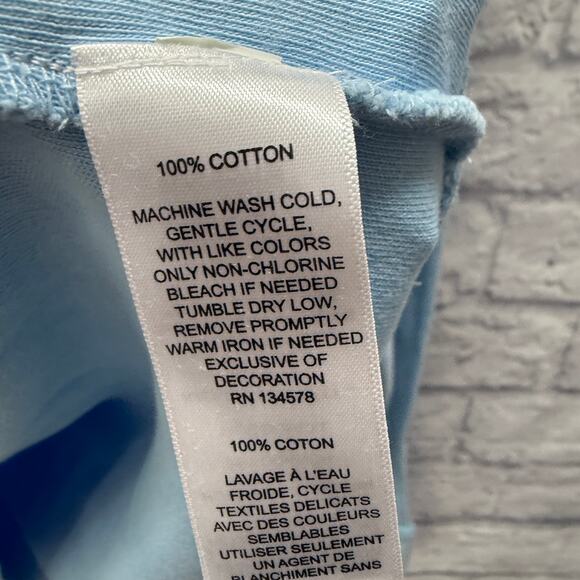 100% COTTON
MACHINE WASH COLD,
GENTLE CYCLE,
WITH LIKE COLORS
ONLY NON-CHLORINE
BLEACH IF NEEDED
TUMBLE DRY LOW,
REMOVE PROMPTLY
WARM IRON IF NEEDED
EXCLUSIVE OF
DECORATION
RN 134578
100% COTON
LAVAGE À L'EAU
FROIDE, CYCLE
TEXTILES DELICATS
AVEC DES COULEURS
SEMBLABLES
UTILISER SEULEMENT
UN AGENT DE
BLANCHIMENT SANS